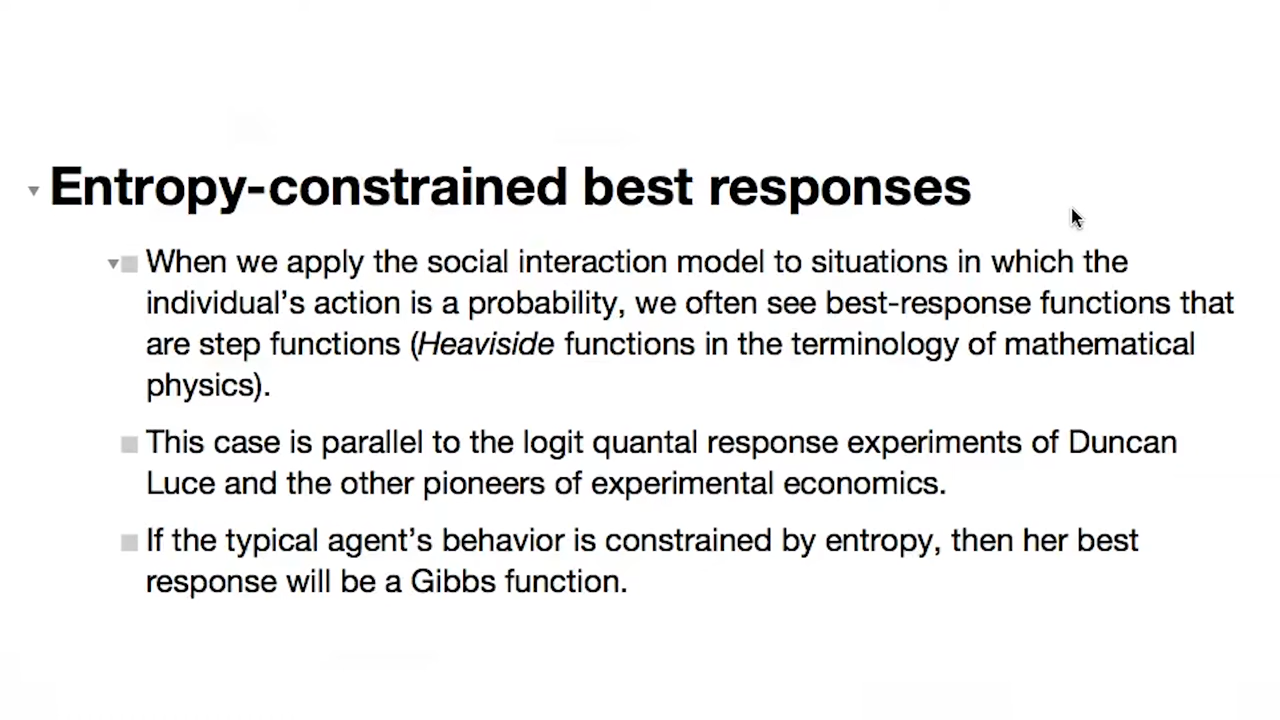 Entropy-constrained best responses
When we apply the social interaction model to situations in which the
individual’s action is a probability, we often see best-response functions that
are step functions (Heaviside functions in the terminology of mathematical
physics).
This case is parallel to the logit quantal response experiments of Duncan
Luce and the other pioneers of experimental economics.
If the typical agent’s behavior is constrained by entropy, then her best
response will be a Gibbs function.